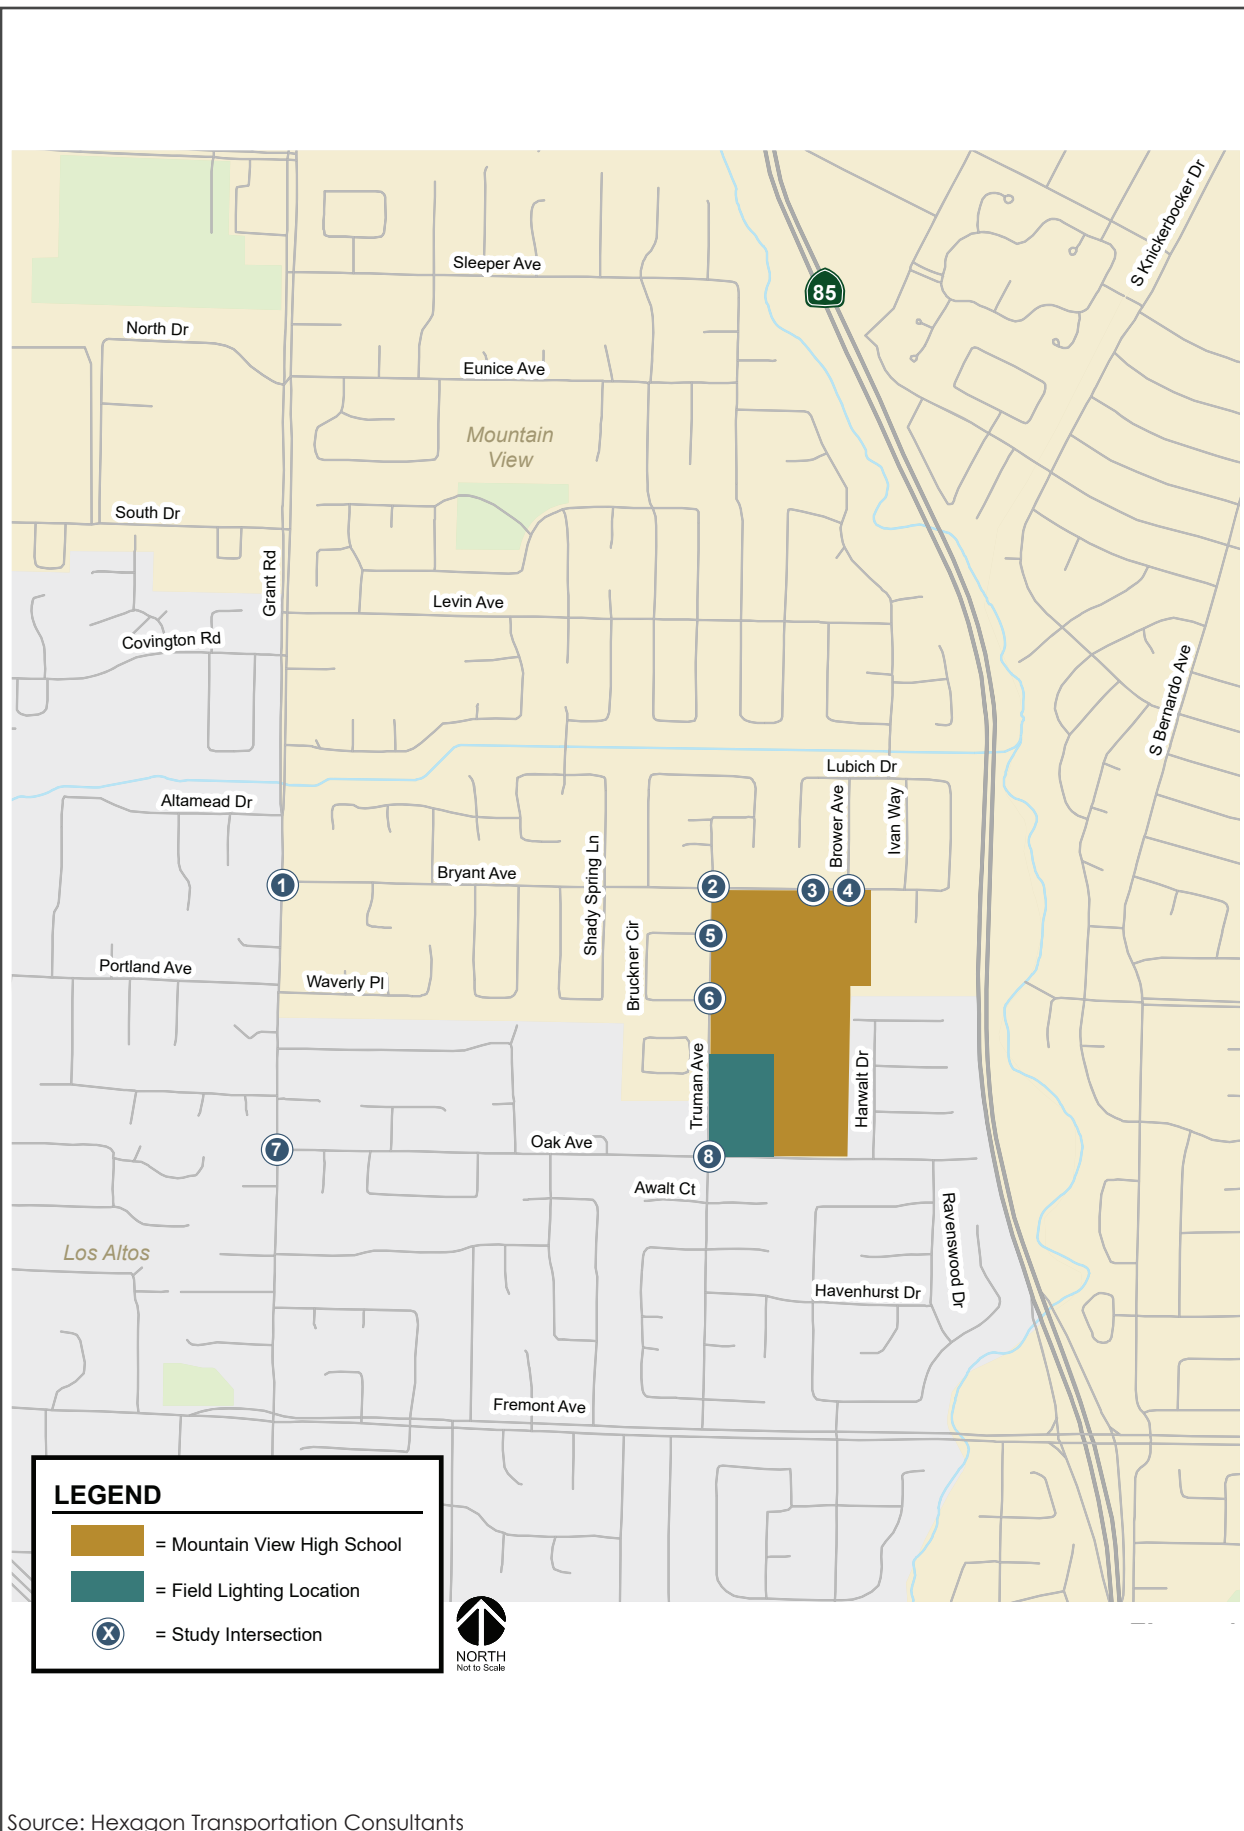 S Knickerbocker Dr
Sleeper Ave
85
North Dr
Eunice Ave
Mountain
View
South Dr
Grant Rd
Levin Ave
Covington Rd
S Bernardo Ave
Lubich Dr
Altamead Dr
Brower Ave
Ivan Way
Shady Spring Ln
Bryant Ave
1
2
3
4
Bruckner Cir
5
Portland Ave
Waverly Pl
6
Truman Ave
Harwalt Dr
7
Oak Ave
8
Awalt Ct
Ravenswood Dr
Los Altos
Havenhurst Dr
Fremont Ave
LEGEND
= Mountain View High School
= Field Lighting Location
X = Study Intersection
NORTH
Not to Scale
Source: Hexagon Transportation Consultants